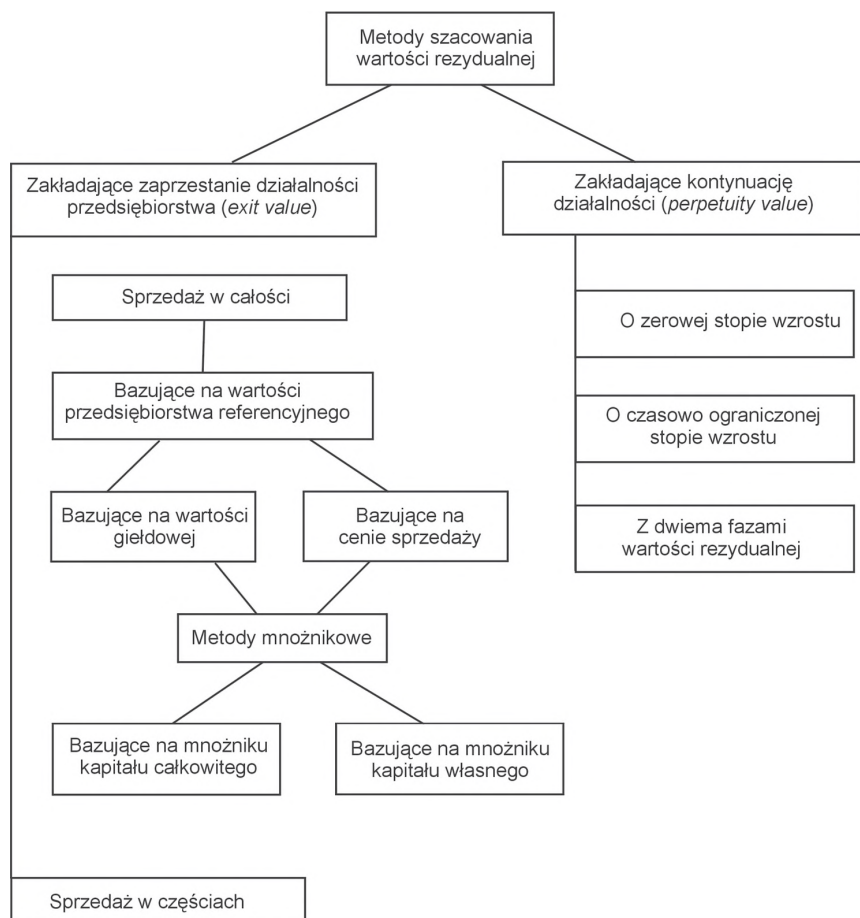 Metody szacowania
wartości rezydualnej
Zakładające zaprzestanie działalności
przedsiębiorstwa (exit value)
Zakładające kontynuację
działalności (perpetuity value)
Sprzedaż w całości
Bazujące na wartości
przedsiębiorstwa referencyjnego
Bazujące na wartości
giełdowej
Bazujące na
cenie sprzedaży
Metody mnożnikowe
Bazujące na mnożniku
kapitału całkowitego
Bazujące na mnożniku
kapitału własnego
Sprzedaż w częściach
O zerowej stopie wzrostu
O czasowo ograniczonej
stopie wzrostu
Z dwiema fazami
wartości rezydualnej